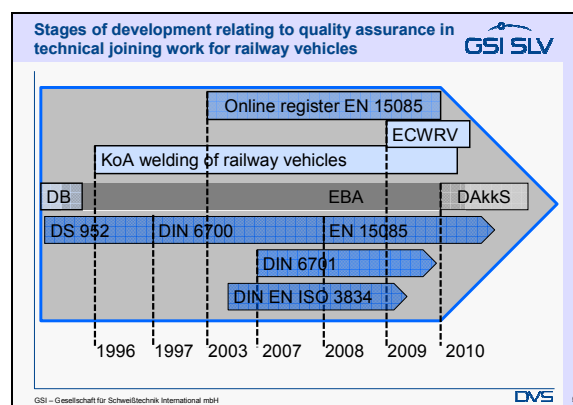 Stages of development relating to quality assurance in
technical joining work for railway vehicles
GSI SLV
Online register EN 15085
ECWRV
KoA welding of railway vehicles
DB
EBA
DAkkS
DS 952
DIN 6700
EN 15085
DIN 6701
DIN EN ISO 3834
1996
1997
2003
2007
2008
2009
2010
GSI – Gesellschaft für Schweißtechnik International mbH
DVS